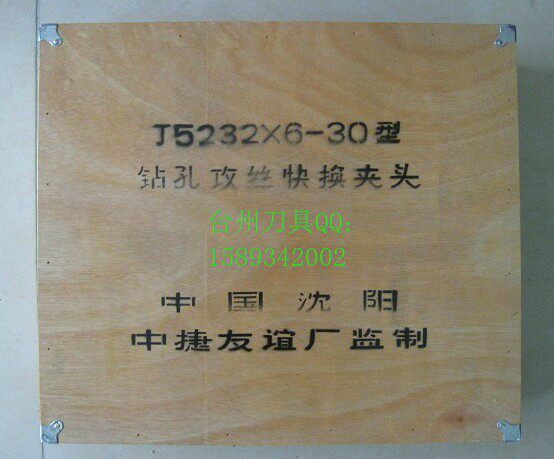 J5232X6-30型
钻孔攻丝快换夹头
台州刀具QQ:
1589342002
中国沈阳
中捷友谊厂监制